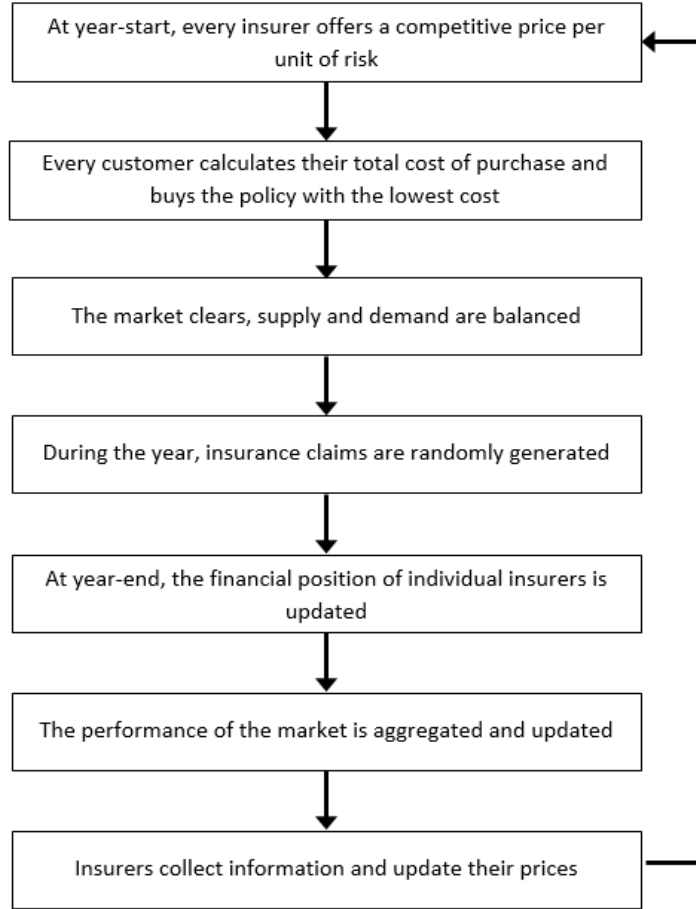 At year-start, every insurer offers a competitive price per
unit of risk
Every customer calculates their total cost of purchase and
buys the policy with the lowest cost
The market clears, supply and demand are balanced
During the year, insurance claims are randomly generated
At year-end, the financial position of individual insurers is
updated
The performance of the market is aggregated and updated
Insurers collect information and update their prices